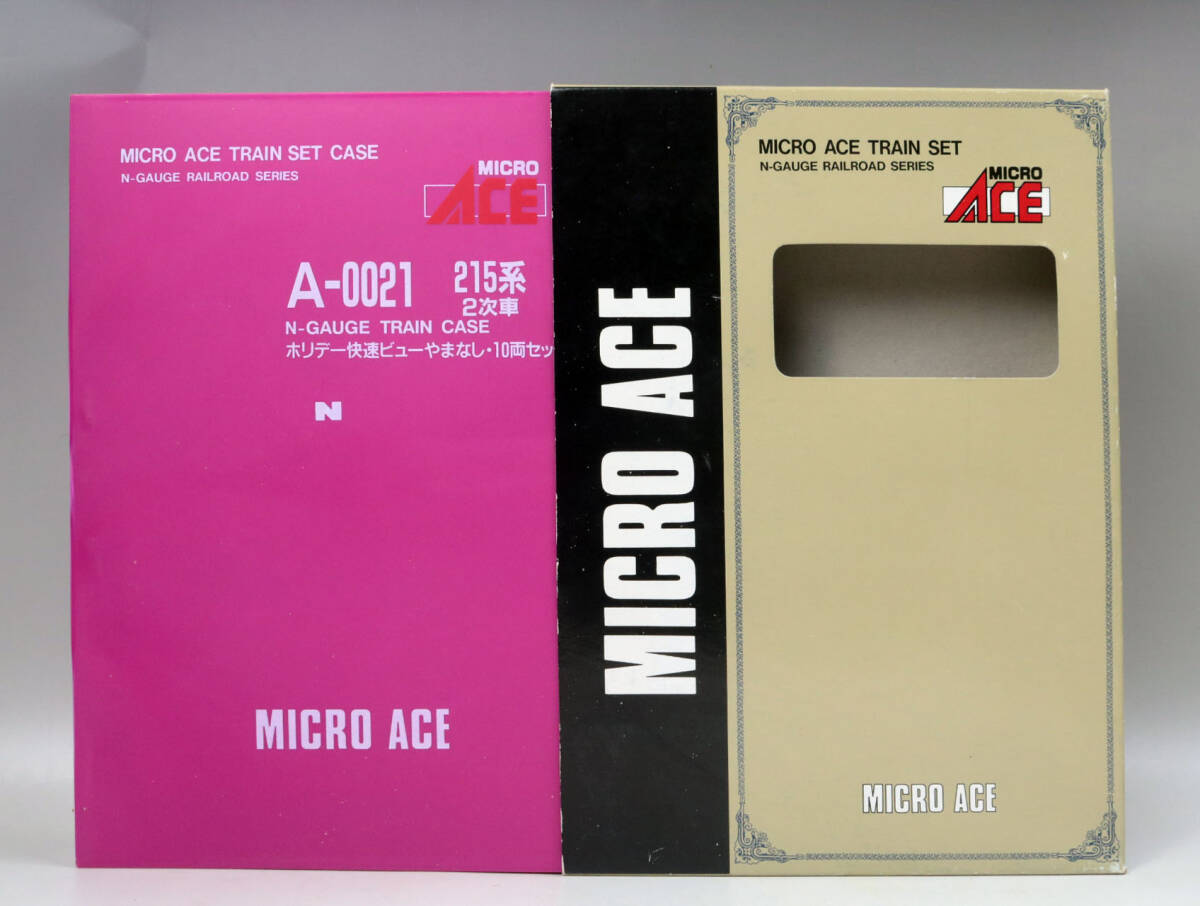 MICRO ACE TRAIN SET CASE
N-GAUGE RAILROAD SERIES
MICRO
ACE
A-0021 215系
2次車
N-GAUGE TRAIN CASE
ホリデー快速ビューやまなし・10両セッ
N
MICRO ACE
MICRO ACE
MICRO ACE TRAIN SET
N-GAUGE RAILROAD SERIES
MICRO
ACE
MICRO ACE